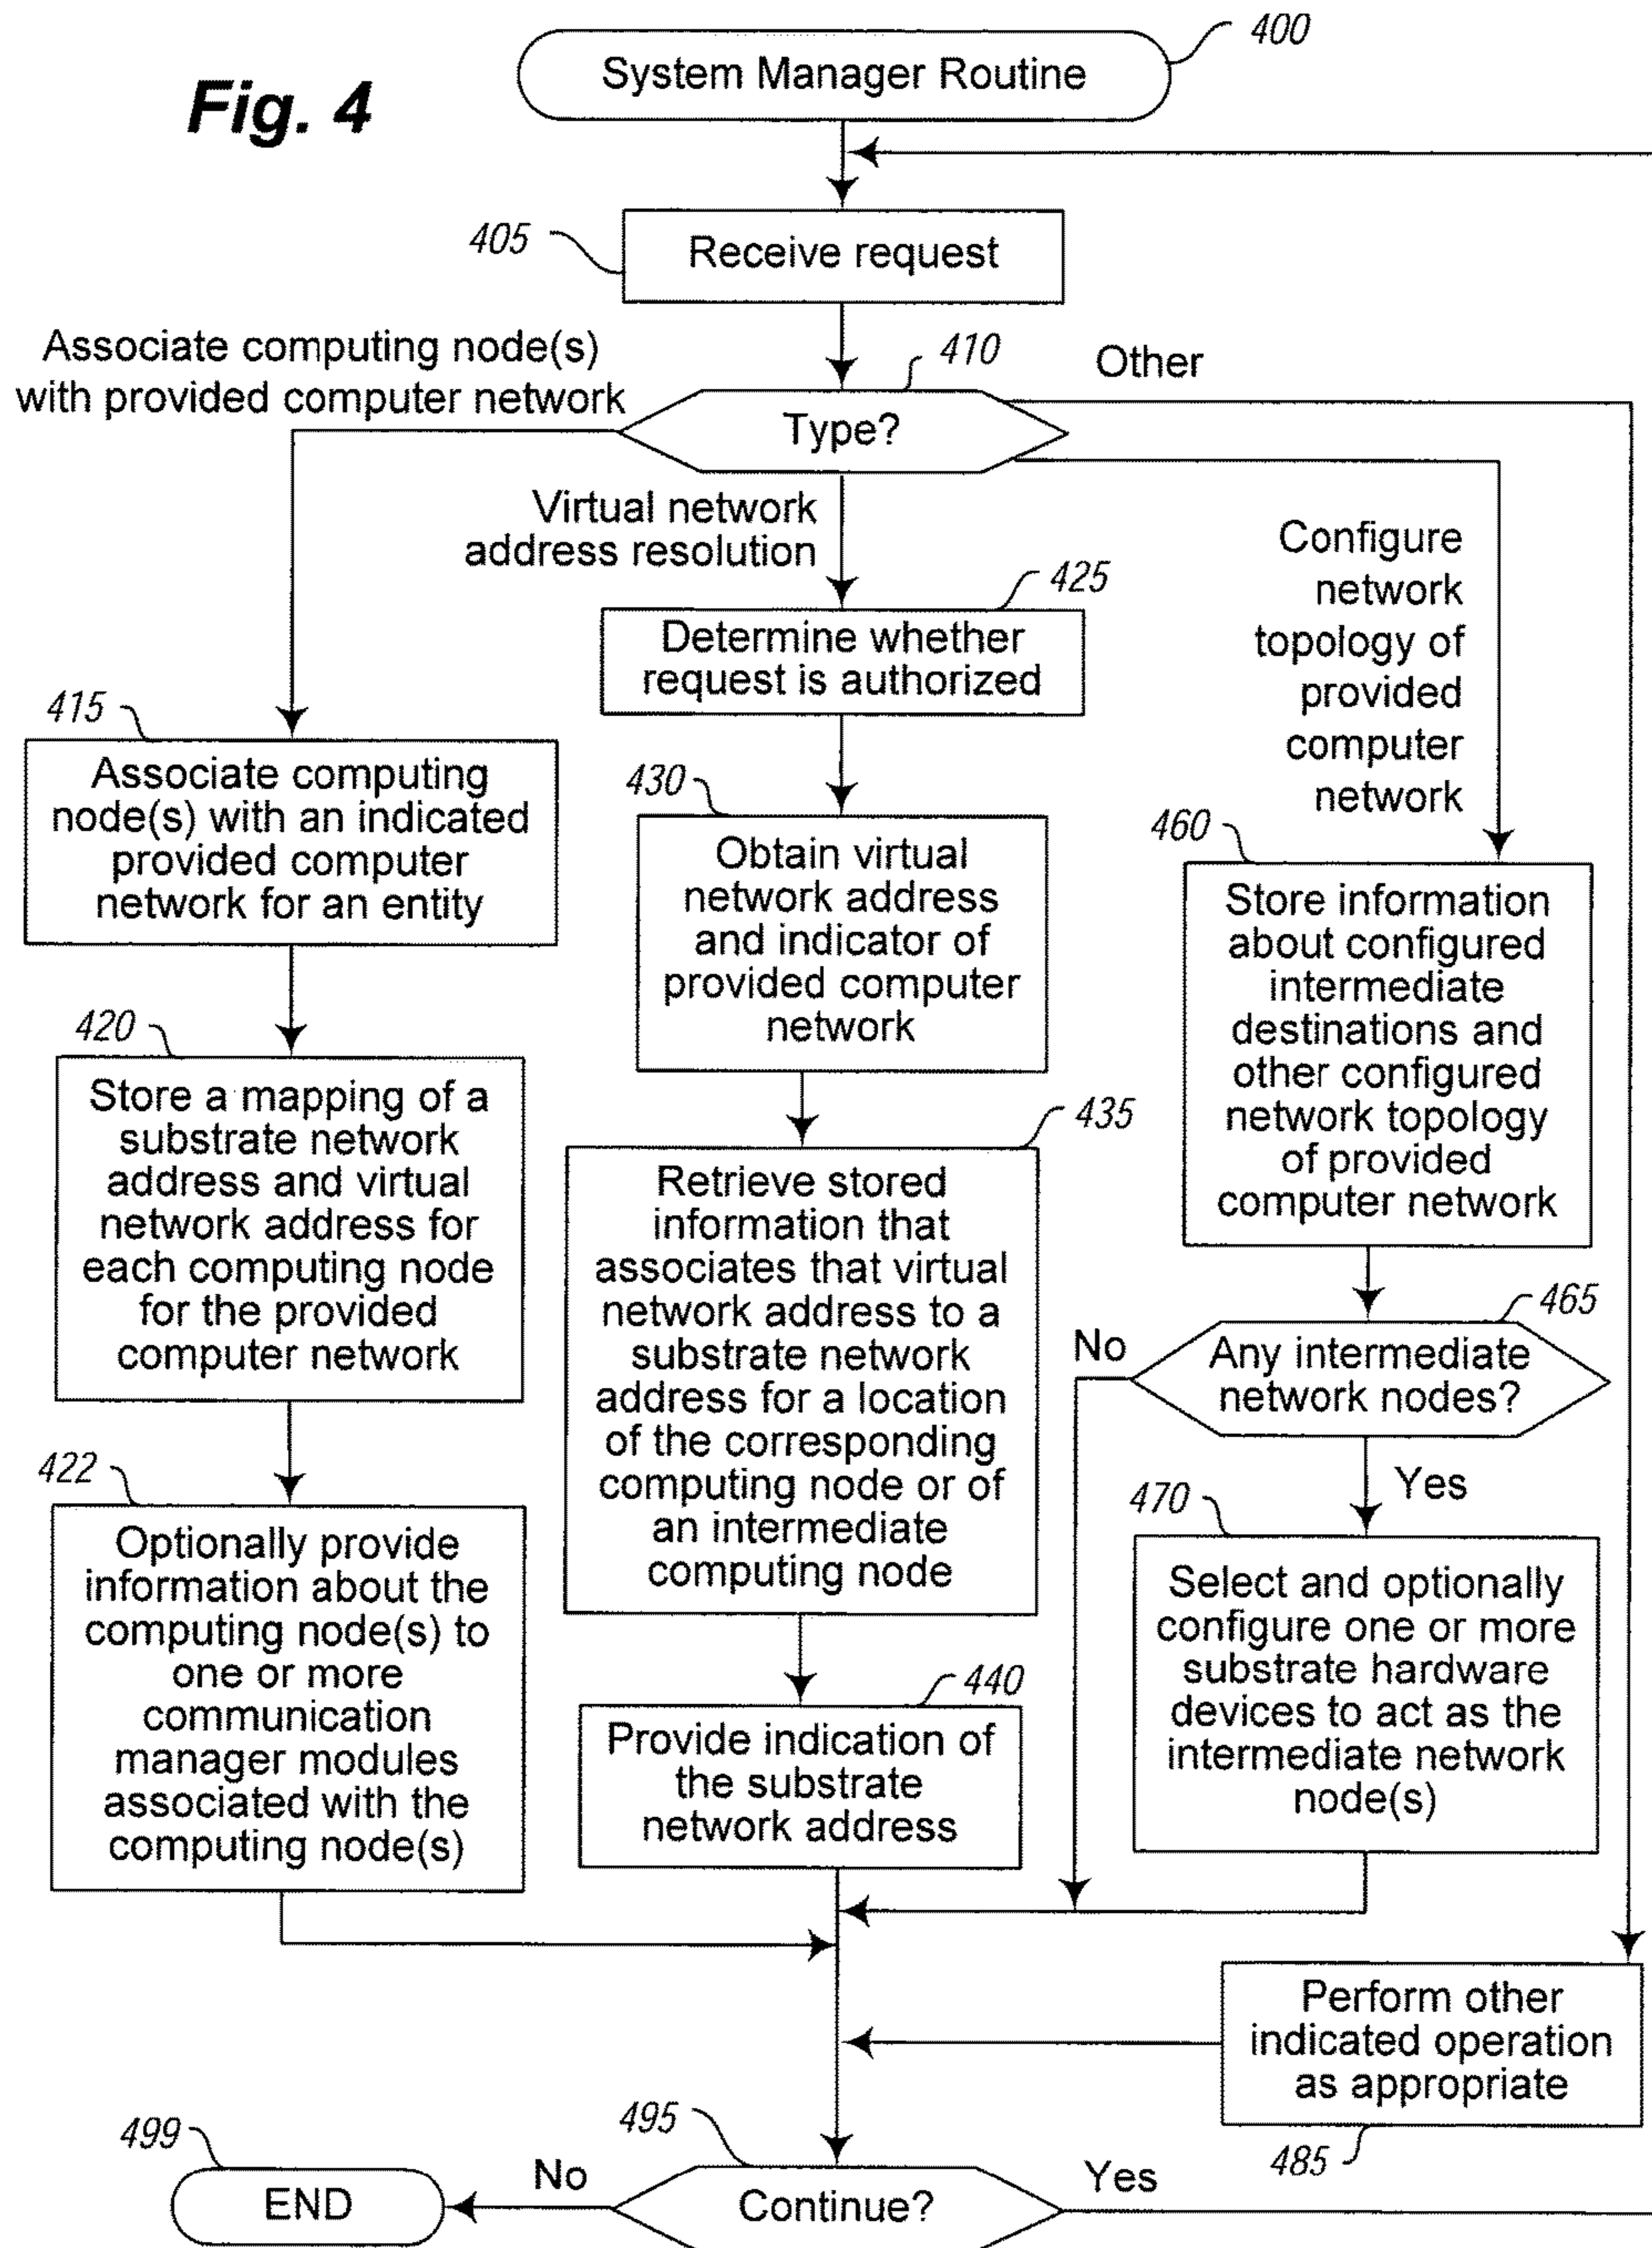 Fig. 4
System Manager Routine
400
405
Receive request
Associate computing node(s)
with provided computer network
410
Other
Type?
Virtual network
address resolution
Configure
network
topology of
provided
computer
network
425
Determine whether
request is authorized
415
Associate computing
node(s) with an indicated
provided computer
network for an entity
430
Obtain virtual
network address
and indicator of
provided computer
network
460
Store information
about configured
intermediate
destinations and
other configured
network topology
of provided
computer network
420
Store a mapping of a
substrate network
address and virtual
network address for
each computing node
for the provided
computer network
435
Retrieve stored
information that
associates that virtual
network address to a
substrate network
address for a location
of the corresponding
computing node or of
an intermediate
computing node
465
No
Any intermediate
network nodes?
Yes
422
Optionally provide
information about the
computing node(s) to
one or more
communication
manager modules
associated with the
computing node(s)
470
Select and optionally
configure one or more
substrate hardware
devices to act as the
intermediate network
node(s)
440
Provide indication of
the substrate
network address
Perform other
indicated operation
as appropriate
485
499
END
No
495
Continue?
Yes